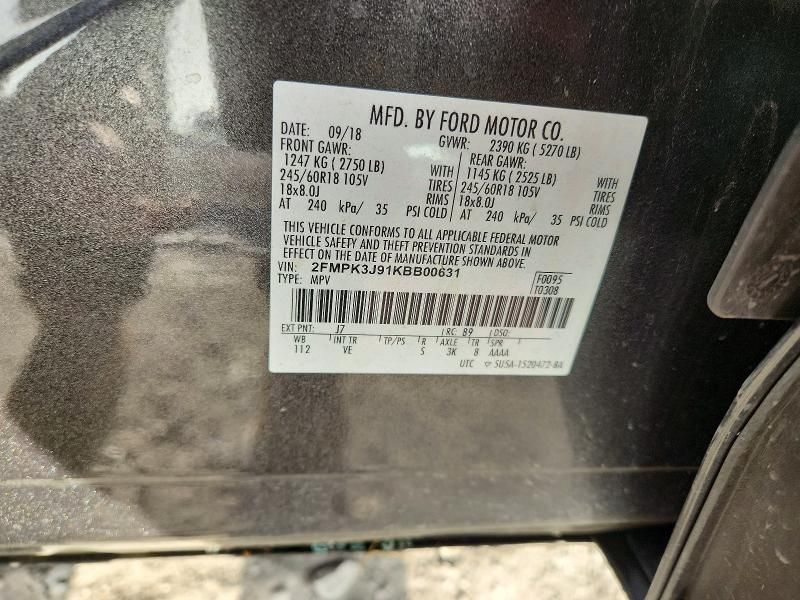 MFD. BY FORD MOTOR CO.
DATE: 09/18 GVWR: 2390 KG ( 5270 LB)
FRONT GAWR: REAR GAWR:
1247 KG ( 2750 LB) WITH 1145 KG ( 2525 LB) WITH
245/60R18 105V TIRES 245/60R18 105V TIRES
18x8.0J RIMS 18x8.0J RIMS
AT 240 kPa/ 35 PSI COLD AT 240 kPa/ 35 PSI COLD
THIS VEHICLE CONFORMS TO ALL APPLICABLE FEDERAL MOTOR
VEHICLE SAFETY AND THEFT PREVENTION STANDARDS IN
EFFECT ON THE DATE OF MANUFACTURE SHOWN ABOVE.
VIN: 2FMPK3J91KBB00631 F0095
TYPE: MPV T0308
EXT PNT: J7 RC: 89 DSO:
WB INT TR TP/PS R AXLE TR SPR
112 VE S 3K 8 AAAA
UTC 5U5A-1520472-BA